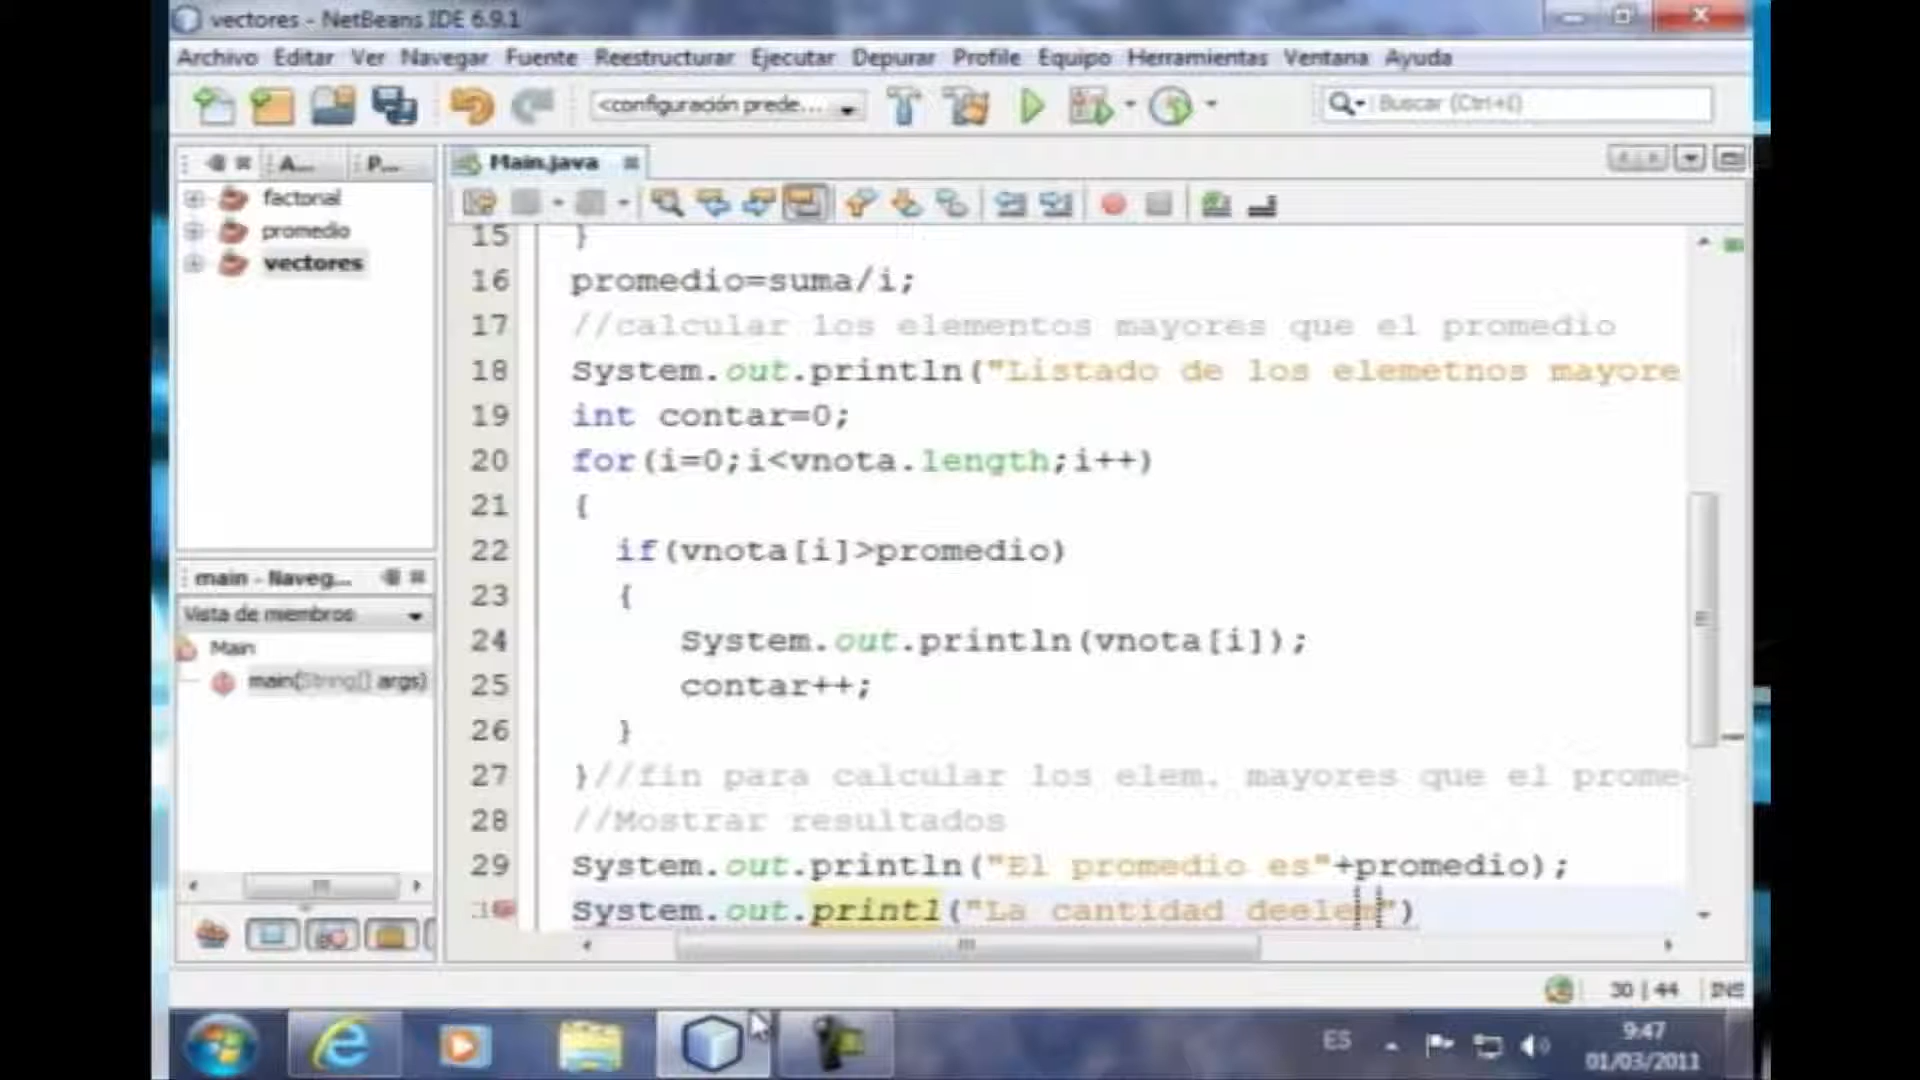 vectores - NetBeans IDE 6.9.1
Archivo Editar Ver Navegar Fuente Reestructurar Ejecutar Depurar Profile Equipo Herramientas Ventana Ayuda
<configuración prede... Buscar (Ctrl+I)
A... P...
Main.java
factorial
promedio
vectores
main - Naveg...
Vista de miembros
Main
main(String[] args)
15 }
16 promedio=suma/i;
17 //calcular los elementos mayores que el promedio
18 System.out.println("Listado de los elemetnos mayore
19 int contar=0;
20 for(i=0;i<vnota.length;i++)
21 {
22 if(vnota[i]>promedio)
23 {
24 System.out.println(vnota[i]);
25 contar++;
26 }
27 }//fin para calcular los elem. mayores que el prome
28 //Mostrar resultados
29 System.out.println("El promedio es"+promedio);
System.out.printl("La cantidad deelem")
30 | 44 INS
ES
9:47
01/03/2011